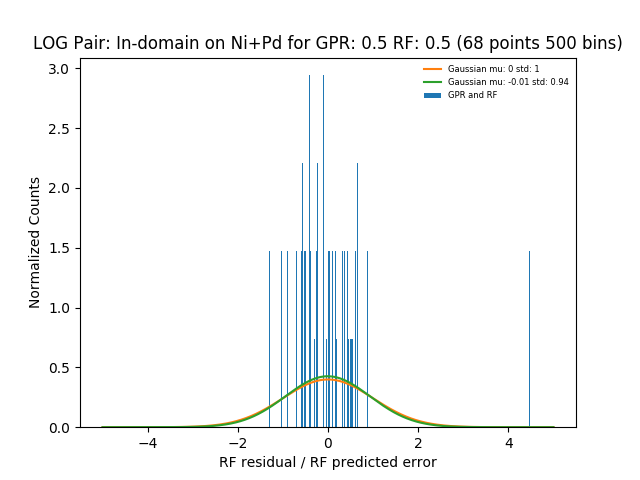 LOG Pair: In-domain on Ni+Pd for GPR: 0.5 RF: 0.5 (68 points 500 bins)
Gaussian mu: 0 std: 1
Gaussian mu: -0.01 std: 0.94
GPR and RF
Normalized Counts
3.0
2.5
2.0
1.5
1.0
0.5
0.0
−4 −2 0 2 4
RF residual / RF predicted error